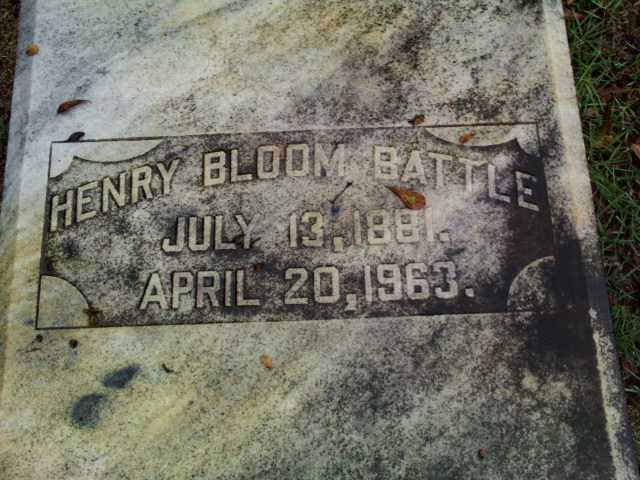 HENRY BLOOM BATTLE
JULY 13, 1881.
APRIL 20, 1963.